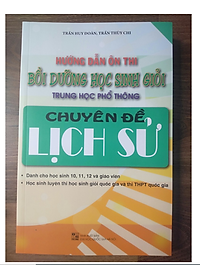 TRẦN HUY ĐOÀN, TRẦN THÙY CHI
HƯỚNG DẪN ÔN THI
BỒI DƯỠNG HỌC SINH GIỎI
TRUNG HỌC PHỔ THÔNG
CHUYÊN ĐỀ
LỊCH SỬ
Dành cho học sinh 10, 11, 12 và giáo viên
Học sinh luyện thi học sinh giỏi quốc gia và thi THPT quốc gia